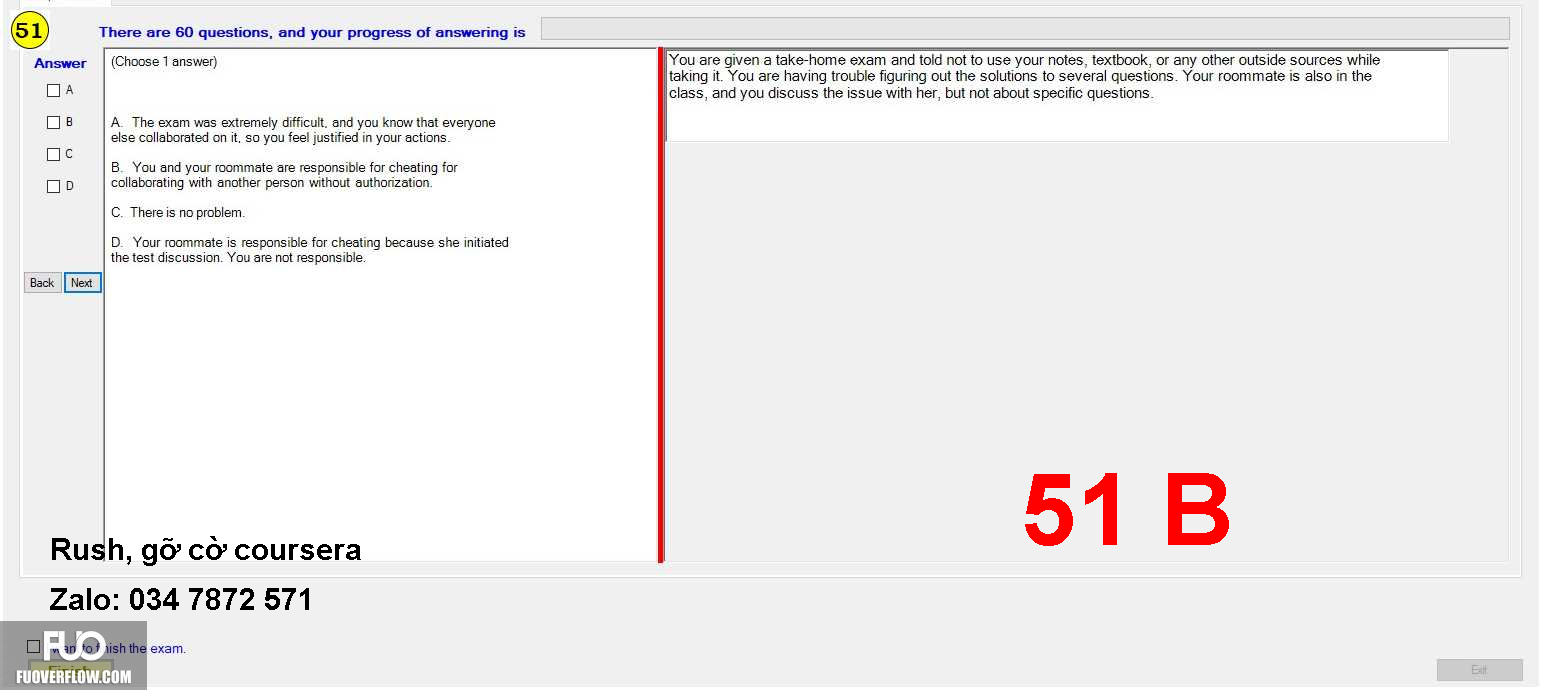 51
There are 60 questions, and your progress of answering is
Answer
A
B
C
D
Back Next
(Choose 1 answer)
A. The exam was extremely difficult, and you know that everyone
else collaborated on it, so you feel justified in your actions.
B. You and your roommate are responsible for cheating for
collaborating with another person without authorization.
C. There is no problem.
D. Your roommate is responsible for cheating because she initiated
the test discussion. You are not responsible.
You are given a take-home exam and told not to use your notes, textbook, or any other outside sources while
taking it. You are having trouble figuring out the solutions to several questions. Your roommate is also in the
class, and you discuss the issue with her, but not about specific questions.
51 B
Rush, gỡ cờ coursera
Zalo: 034 7872 571
want to finish the exam.
Finish
FUO
FUOVERFLOW.COM
Exit